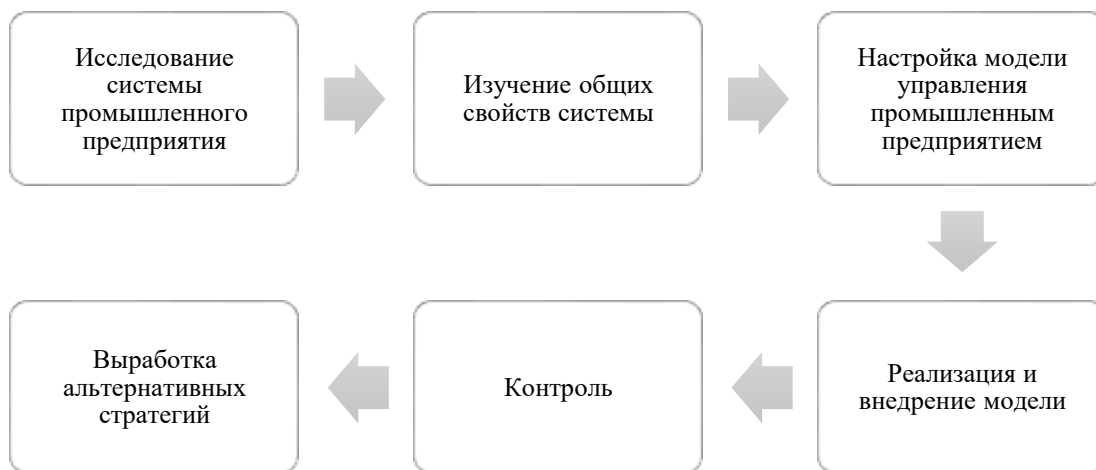 Исследование
системы
промышленного
предприятия
Изучение общих
свойств системы
Настройка модели
управления
промышленным
предприятием
Реализация и
внедрение модели
Контроль
Выработка
альтернативных
стратегий